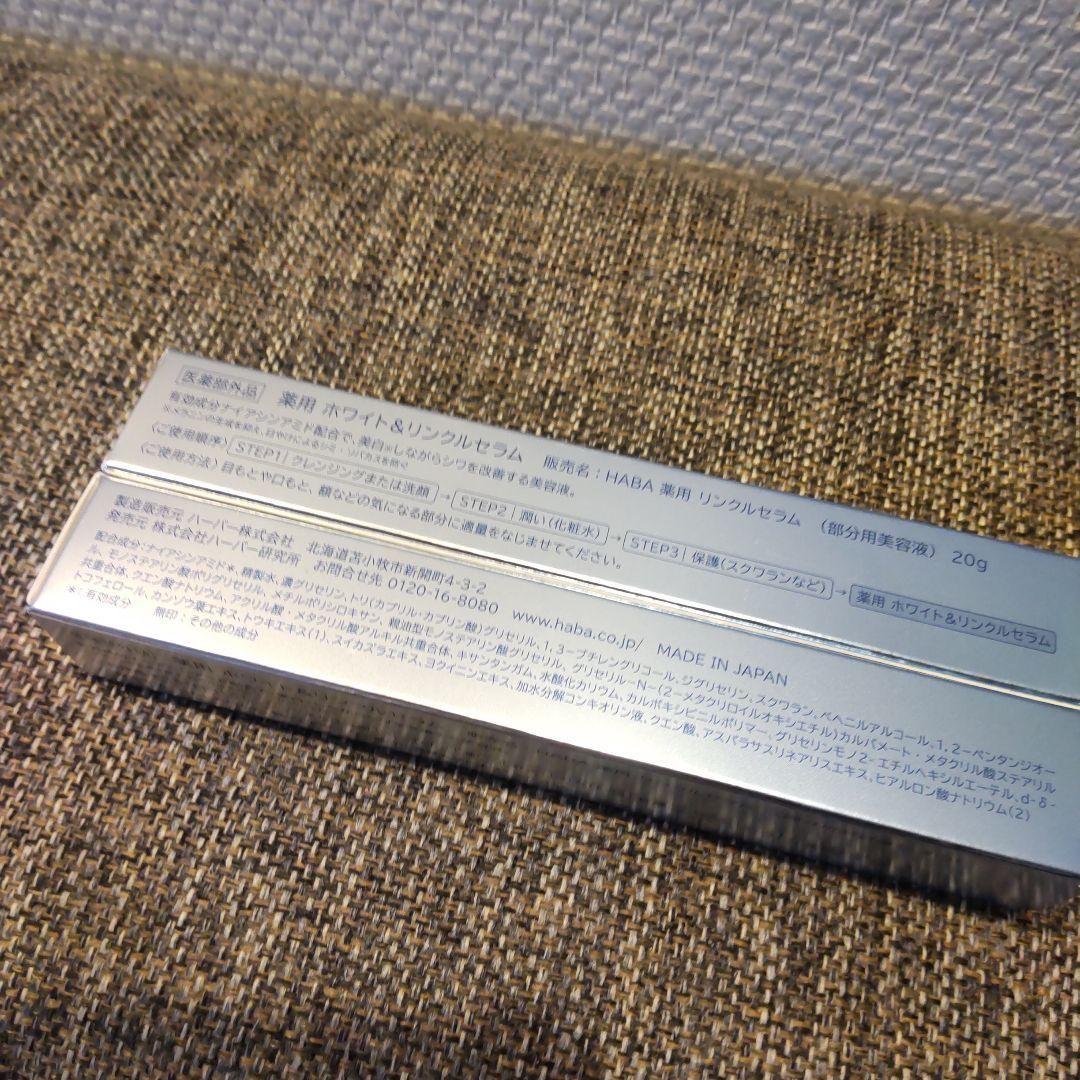 医薬部外品 薬用 ホワイト&リンクルセラム 販売名：HABA 薬用 リンクルセラム （部分用美容液） 20g
有効成分ナイアシンアミド配合で、美白※しながらシワを改善する美容液。
※メラニンの生成を抑え、日やけによるシミ・ソバカスを防ぐ
〈ご使用順序〉 STEP1｜クレンジングまたは洗顔 → STEP2｜潤い(化粧水) → STEP3｜保護(スクワランなど) → 薬用 ホワイト&リンクルセラム
〈ご使用方法〉目もとや口もと、額などの気になる部分に適量をなじませてください。
製造販売元 ハーバー株式会社 北海道苫小牧市新開町4-3-2
発売元 株式会社ハーバー研究所 お問合せ先 0120-16-8080 www.haba.co.jp/ MADE IN JAPAN
配合成分：ナイアシンアミド*、精製水、濃グリセリン、トリ(カプリル・カプリン酸)グリセリル、1,3-ブチレングリコール、ジグリセリン、スクワラン、ベヘニルアルコール、1,2-ペンタンジオー
ル、モノステアリン酸ポリグリセリル、メチルポリシロキサン、親油型モノステアリン酸グリセリル、グリセリル-N-(2-メタクリロイルオキシエチル)カルバメート・メタクリル酸ステアリル
共重合体、クエン酸ナトリウム、アクリル酸・メタクリル酸アルキル共重合体、キサンタンガム、水酸化カリウム、カルボキシビニルポリマー、グリセリンモノ2-エチルヘキシルエーテル、d-δ-
トコフェロール、カンゾウ葉エキス、トウキエキス(1)、スイカズラエキス、ヨクイニンエキス、加水分解コンキオリン液、クエン酸、アスパラサスリネアリスエキス、ヒアルロン酸ナトリウム(2)
*：有効成分 無印：その他の成分